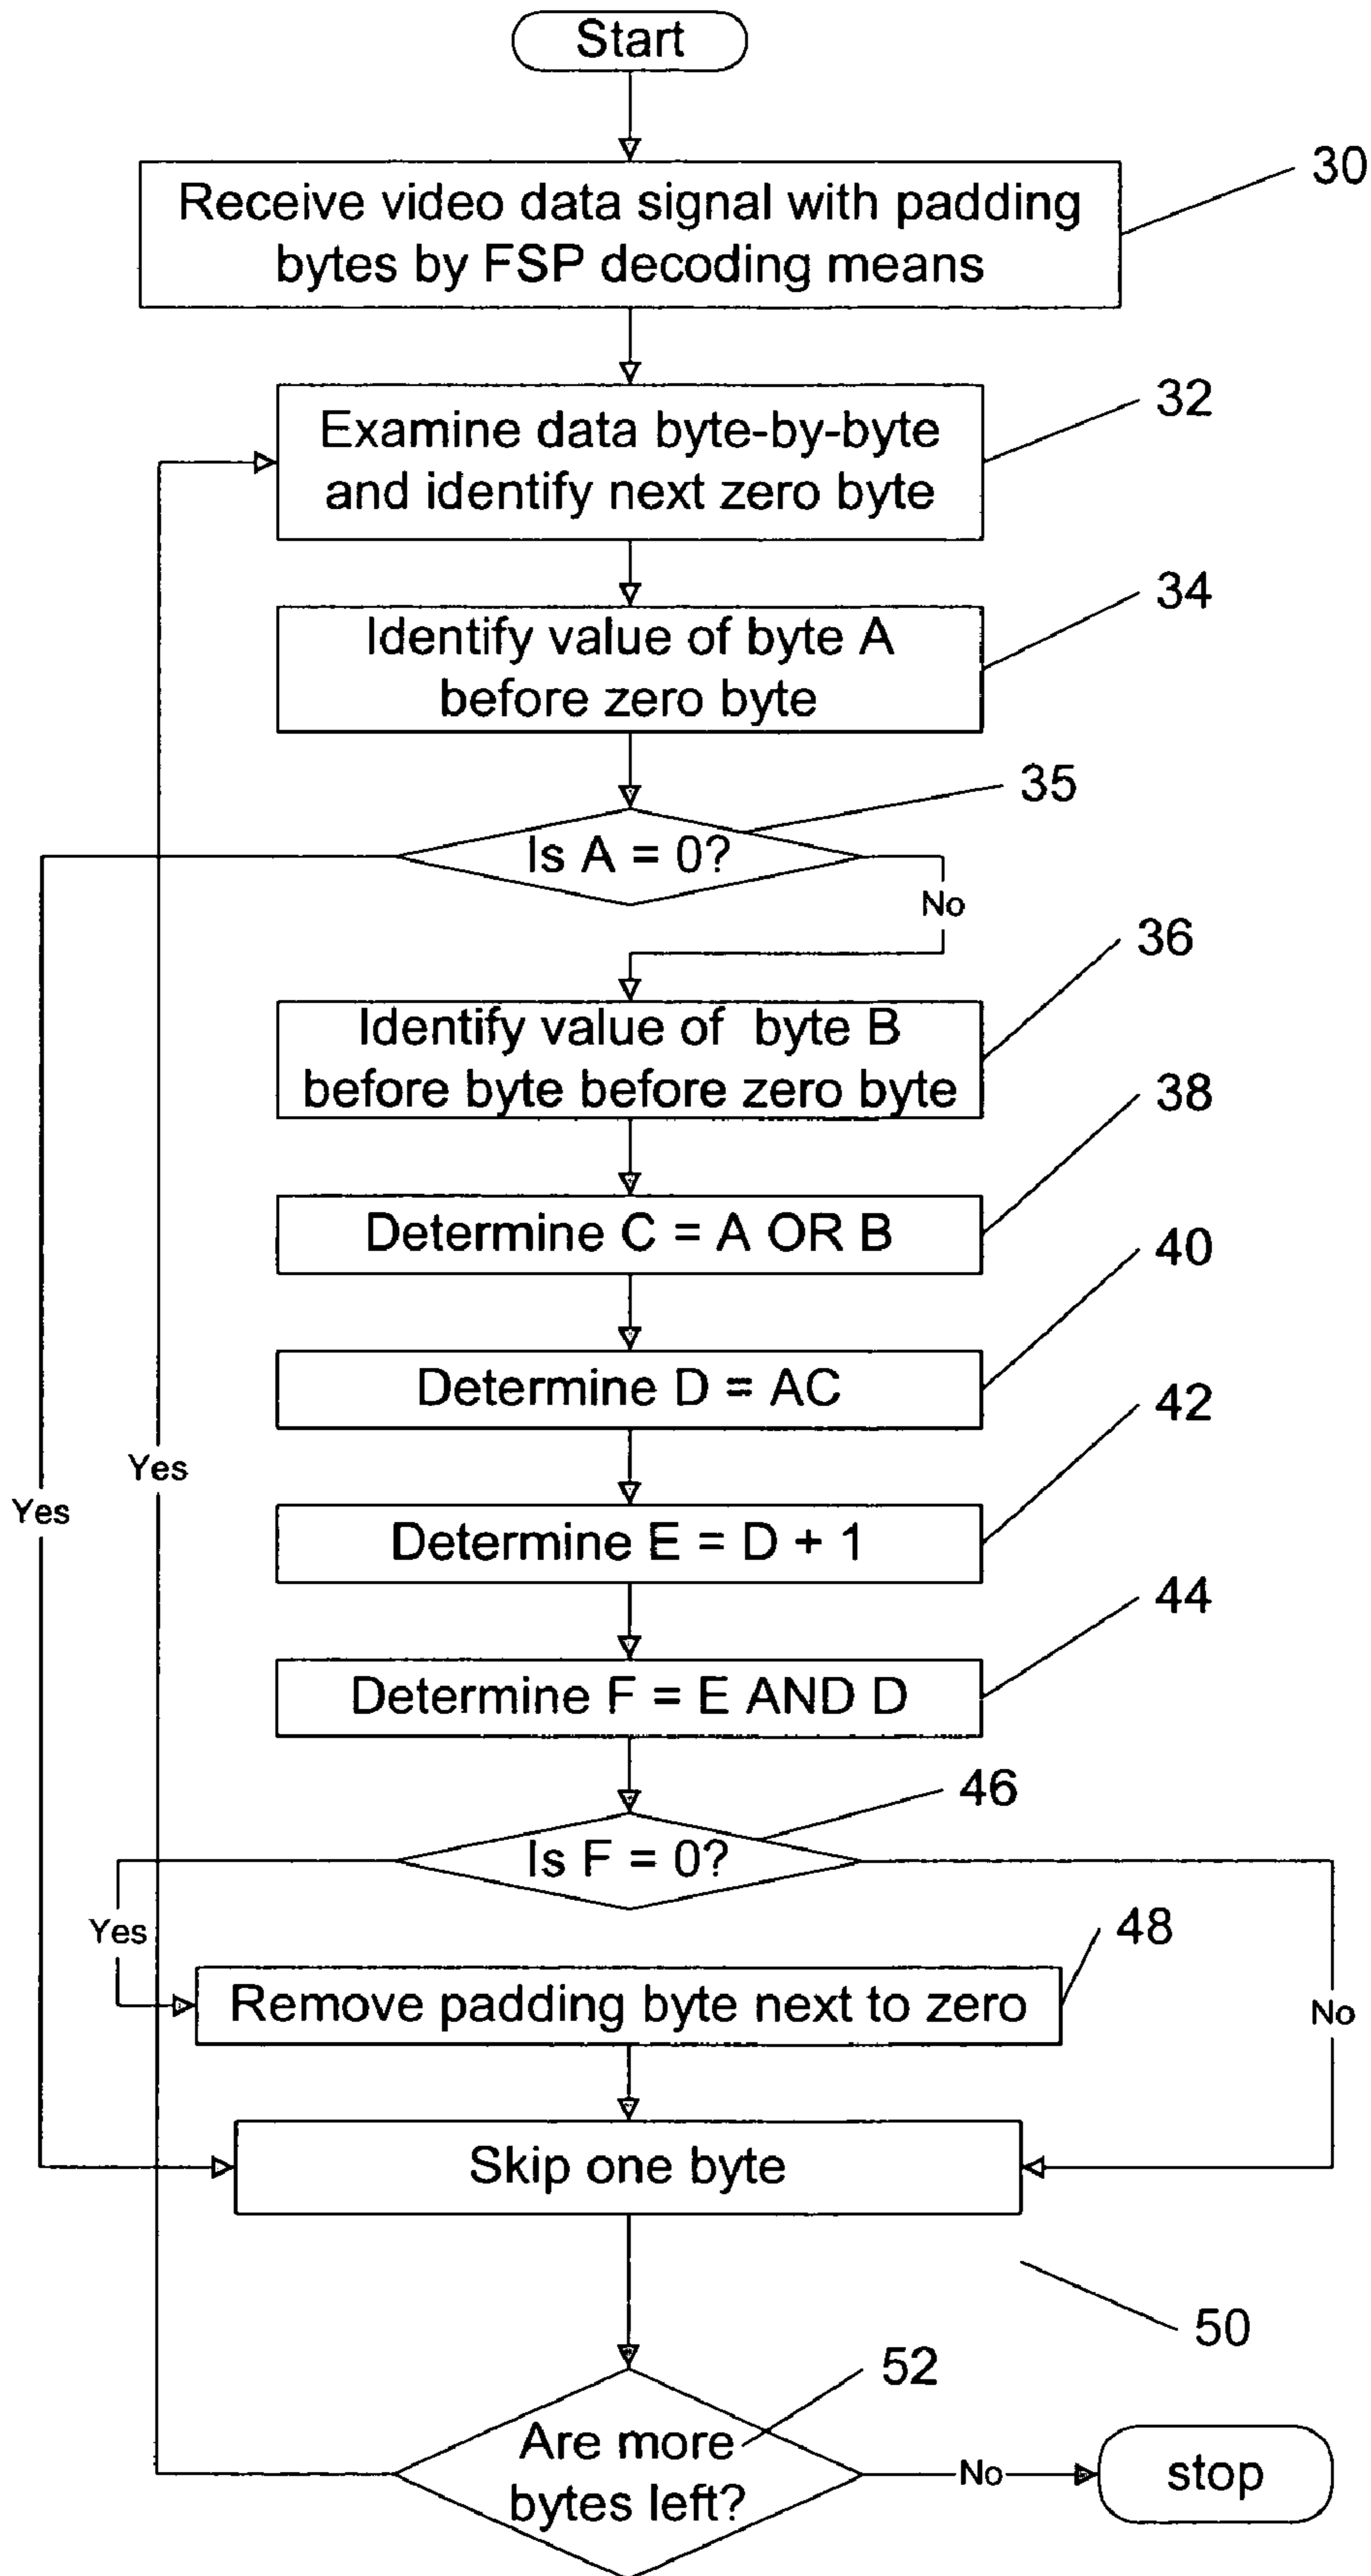 Start
Receive video data signal with padding
bytes by FSP decoding means
30
Examine data byte-by-byte
and identify next zero byte
32
Identify value of byte A
before zero byte
34
Is A = 0?
35
No
Identify value of byte B
before byte before zero byte
36
Determine C = A OR B
38
Determine D = AC
40
Yes
Yes
Determine E = D + 1
42
Determine F = E AND D
44
Is F = 0?
46
Yes
No
Remove padding byte next to zero
48
Skip one byte
50
Are more
bytes left?
52
No
stop